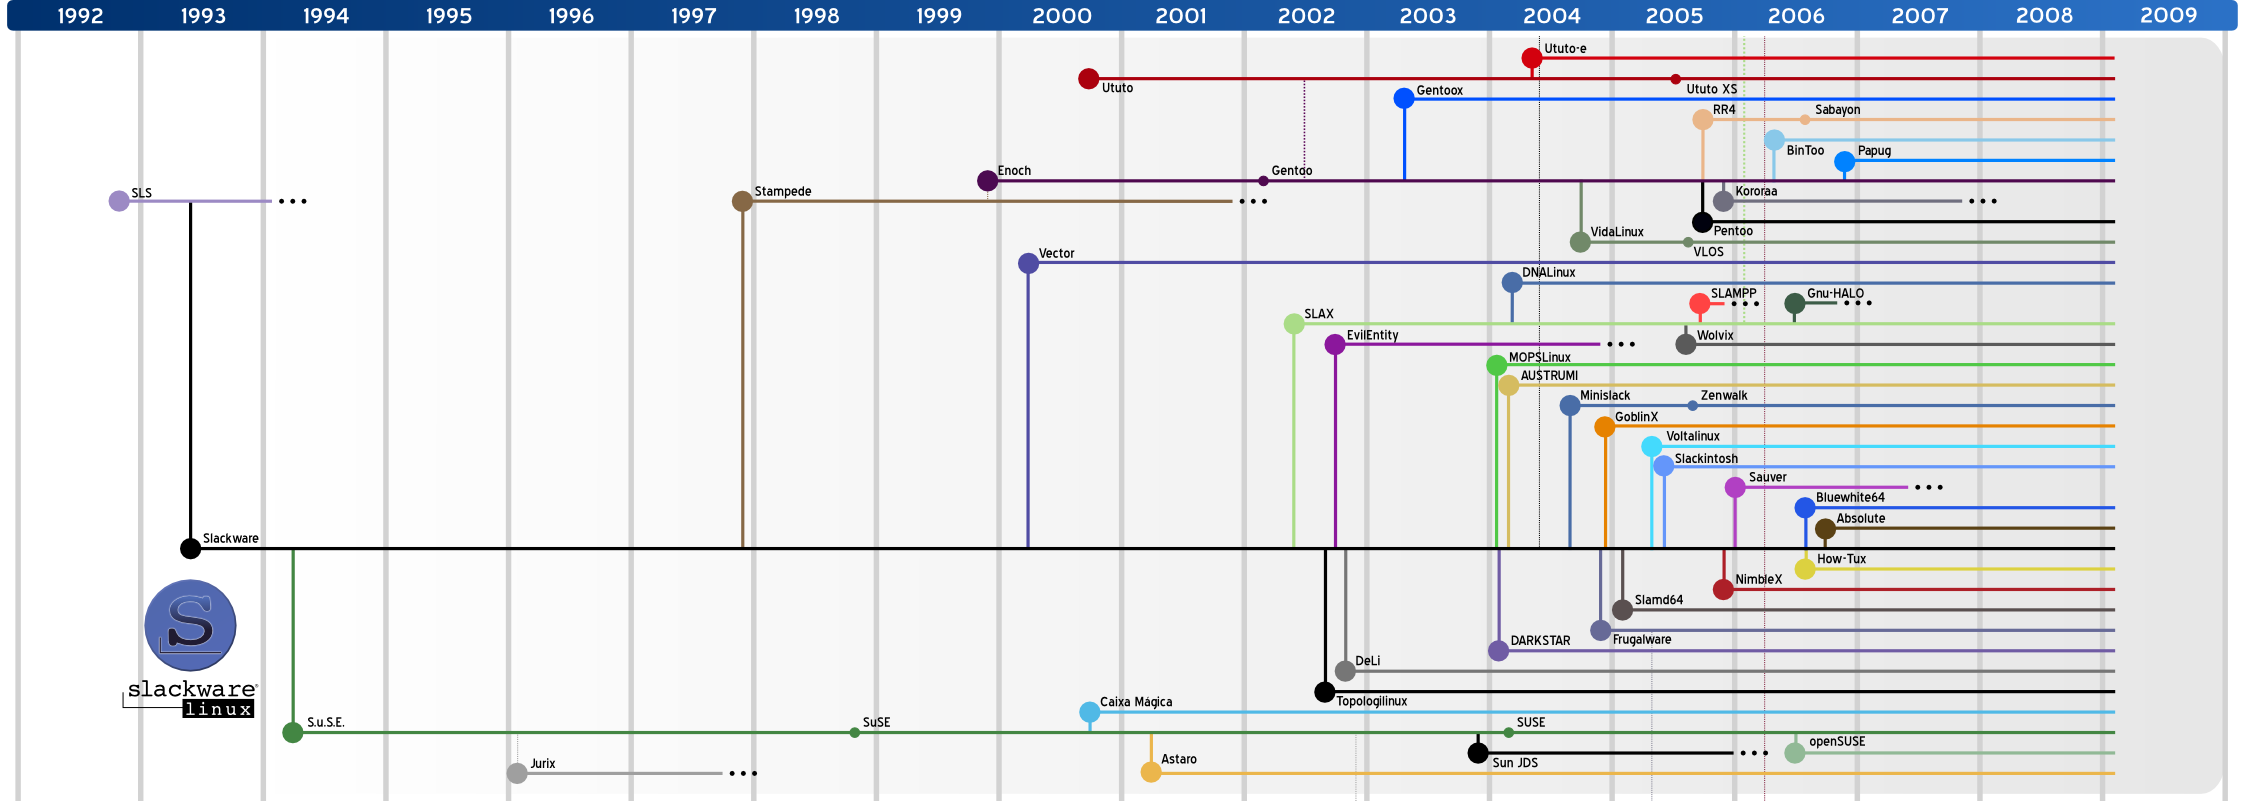 1992 1993 1994 1995 1996 1997 1998 1999 2000 2001 2002 2003 2004 2005 2006 2007 2008 2009
Ututo-e
Ututo
Ututo XS
Gentoox
RR4 Sabayon
BinToo Papug
Enoch Gentoo
SLS Stampede Kororaa
VidaLinux Pentoo
Vector VLOS
DNALinux
SLAMPP Gnu-HALO
SLAX
EvilEntity Wolvix
MOPSLinux
AUSTRUMI
Minislack Zenwalk
GoblinX
Voltalinux
Slackintosh
Sauver
Bluewhite64
Absolute
Slackware
How-Tux
NimbleX
Slamd64
Frugalware
DARKSTAR
DeLi
S
slackware®
linux
Topologilinux
Caixa Mágica
S.u.S.E. SuSE SUSE
openSUSE
Jurix Astaro Sun JDS